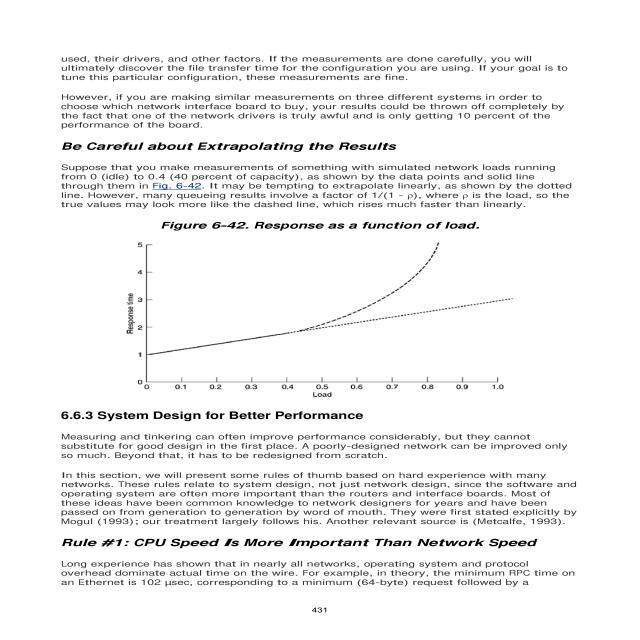 used, their drivers, and other factors. If the measurements are done carefully, you will
ultimately discover the file transfer time for the configuration you are using. If your goal is to
tune this particular configuration, these measurements are fine.
However, if you are making similar measurements on three different systems in order to
choose which network interface board to buy, your results could be thrown off completely by
the fact that one of the network drivers is truly awful and is only getting 10 percent of the
performance of the board.
Be Careful about Extrapolating the Results
Suppose that you make measurements of something with simulated network loads running
from 0 (idle) to 0.4 (40 percent of capacity), as shown by the data points and solid line
through them in Fig. 6-42. It may be tempting to extrapolate linearly, as shown by the dotted
line. However, many queueing results involve a factor of 1/(1 - ρ), where ρ is the load, so the
true values may look more like the dashed line, which rises much faster than linearly.
Figure 6-42. Response as a function of load.
5
4
3
2
1
0
Response time
0 0.1 0.2 0.3 0.4 0.5 0.6 0.7 0.8 0.9 1.0
Load
6.6.3 System Design for Better Performance
Measuring and tinkering can often improve performance considerably, but they cannot
substitute for good design in the first place. A poorly-designed network can be improved only
so much. Beyond that, it has to be redesigned from scratch.
In this section, we will present some rules of thumb based on hard experience with many
networks. These rules relate to system design, not just network design, since the software and
operating system are often more important than the routers and interface boards. Most of
these ideas have been common knowledge to network designers for years and have been
passed on from generation to generation by word of mouth. They were first stated explicitly by
Mogul (1993); our treatment largely follows his. Another relevant source is (Metcalfe, 1993).
Rule #1: CPU Speed Is More Important Than Network Speed
Long experience has shown that in nearly all networks, operating system and protocol
overhead dominate actual time on the wire. For example, in theory, the minimum RPC time on
an Ethernet is 102 µsec, corresponding to a minimum (64-byte) request followed by a
431